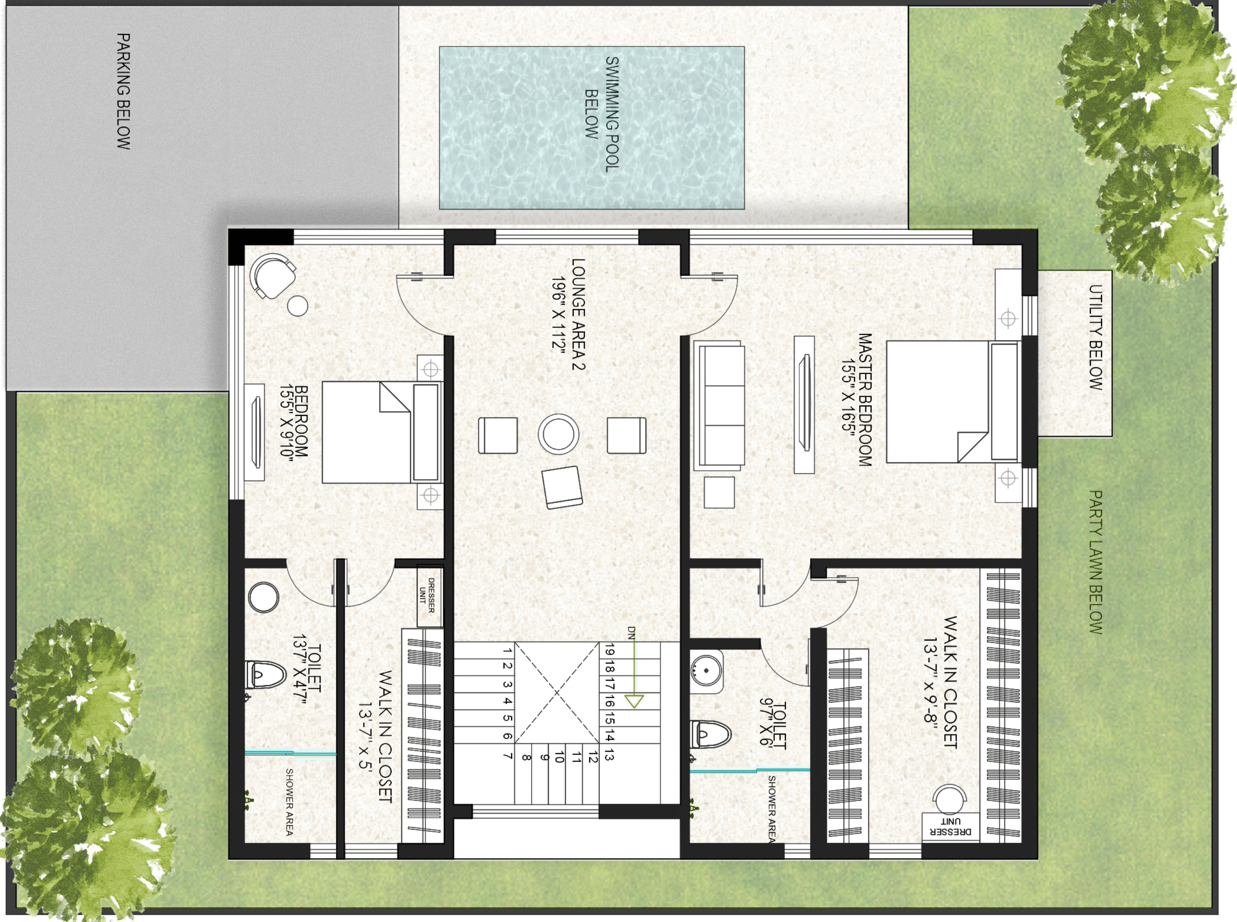 PARKING BELOW
SWIMMING POOL
BELOW
UTILITY BELOW
PARTY LAWN BELOW
LOUNGE AREA 2
19'6" X 11'2"
MASTER BEDROOM
15'5" X 16'5"
BEDROOM
15'5" X 9'10"
TOILET
13'7" X 4'7"
SHOWER AREA
DRESSER
UNIT
WALK IN CLOSET
13'-7" x 5'
DN
1
2
3
4
5
6
7
8
9
10
11
12
13
14
15
16
17
18
19
TOILET
9'7" X 6'
SHOWER AREA
WALK IN CLOSET
13'-7" x 9'-8"
DRESSER
UNIT